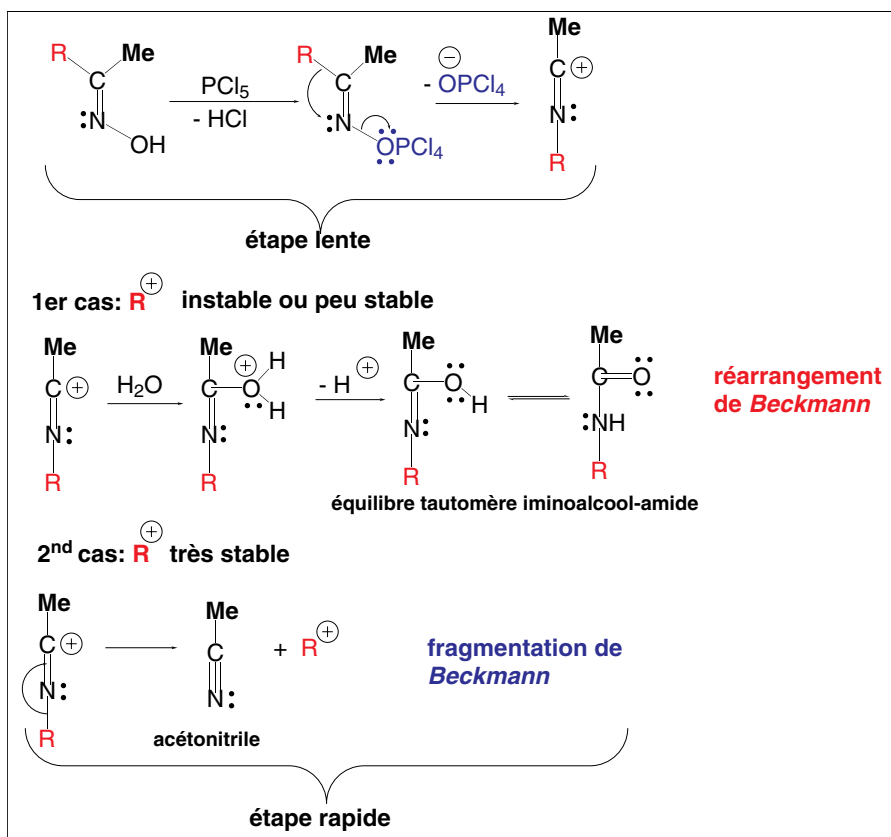 R Me
C
PCl5
- HCl
:N
OH
R Me
C
:N
OPCl4
⊖
- OPCl4
Me
C ⊕
N:
R
étape lente
1er cas: R⊕ instable ou peu stable
Me
C ⊕
N:
R
H2O
Me
⊕ H
C O
H
N:
R
- H ⊕
Me
C O
H
N:
R
Me
C O
:NH
R
réarrangement
de Beckmann
équilibre tautomère iminoalcool-amide
2nd cas: R⊕ très stable
Me
C ⊕
N:
R
Me
C
N:
+ R⊕
fragmentation de
Beckmann
acétonitrile
étape rapide